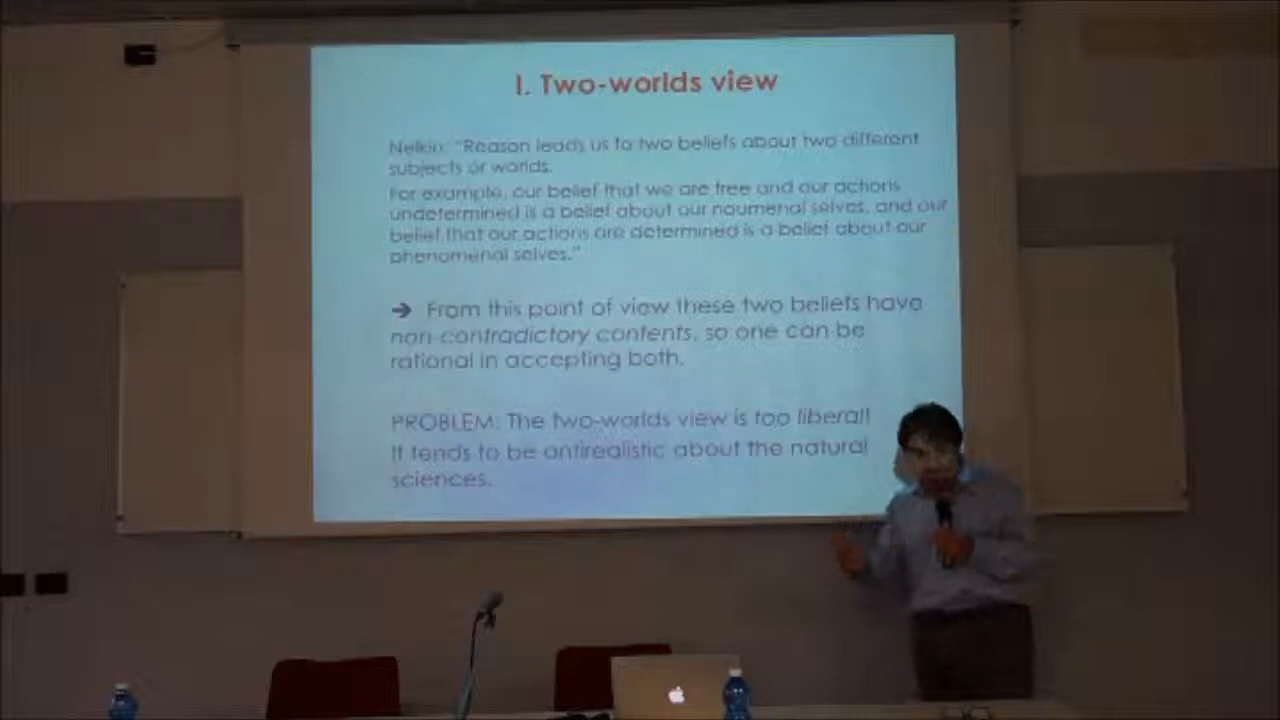 I. Two-worlds view
Nelkin: "Reason leads us to two beliefs about two different
subjects or worlds.
For example, our belief that we are free and our actions
undetermined is a belief about our noumenal selves, and our
belief that our actions are determined is a belief about our
phenomenal selves."
➔ From this point of view these two beliefs have
non-contradictory contents, so one can be
rational in accepting both.
PROBLEM: The two-worlds view is too liberal!
It tends to be antirealistic about the natural
sciences.